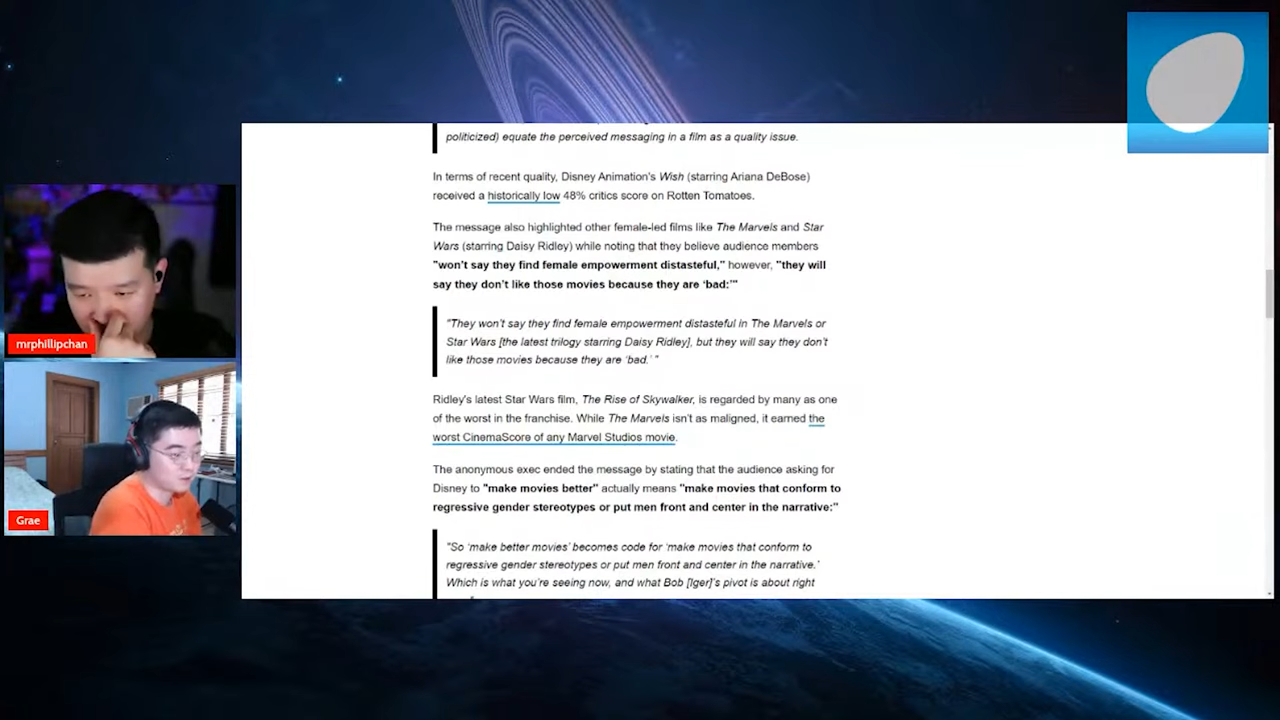 politicized) equate the perceived messaging in a film as a quality issue.
In terms of recent quality, Disney Animation's Wish (starring Ariana DeBose)
received a historically low 48% critics score on Rotten Tomatoes.
The message also highlighted other female-led films like The Marvels and Star
Wars (starring Daisy Ridley) while noting that they believe audience members
"won't say they find female empowerment distasteful," however, "they will
say they don't like those movies because they are 'bad:'"
"They won't say they find female empowerment distasteful in The Marvels or
Star Wars [the latest trilogy starring Daisy Ridley], but they will say they don't
like those movies because they are 'bad.' "
Ridley's latest Star Wars film, The Rise of Skywalker, is regarded by many as one
of the worst in the franchise. While The Marvels isn't as maligned, it earned the
worst CinemaScore of any Marvel Studios movie.
The anonymous exec ended the message by stating that the audience asking for
Disney to "make movies better" actually means "make movies that conform to
regressive gender stereotypes or put men front and center in the narrative:"
"So 'make better movies' becomes code for 'make movies that conform to
regressive gender stereotypes or put men front and center in the narrative.'
Which is what you're seeing now, and what Bob [Iger]'s pivot is about right
mrphillipchan
Grae